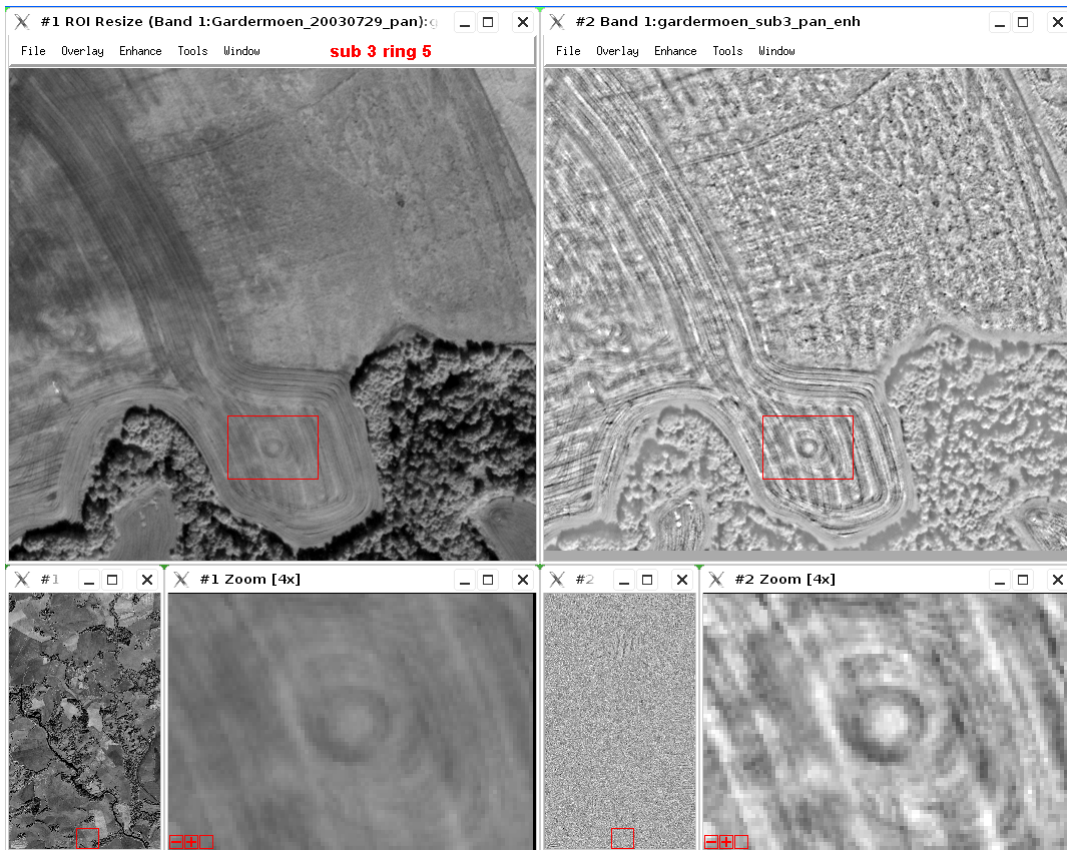 #1 ROI Resize (Band 1:Gardermoen_20030729_pan):g
File Overlay Enhance Tools Window
sub 3 ring 5
#2 Band 1:gardermoen_sub3_pan_enh
File Overlay Enhance Tools Window
#1
#1 Zoom [4x]
#2
#2 Zoom [4x]